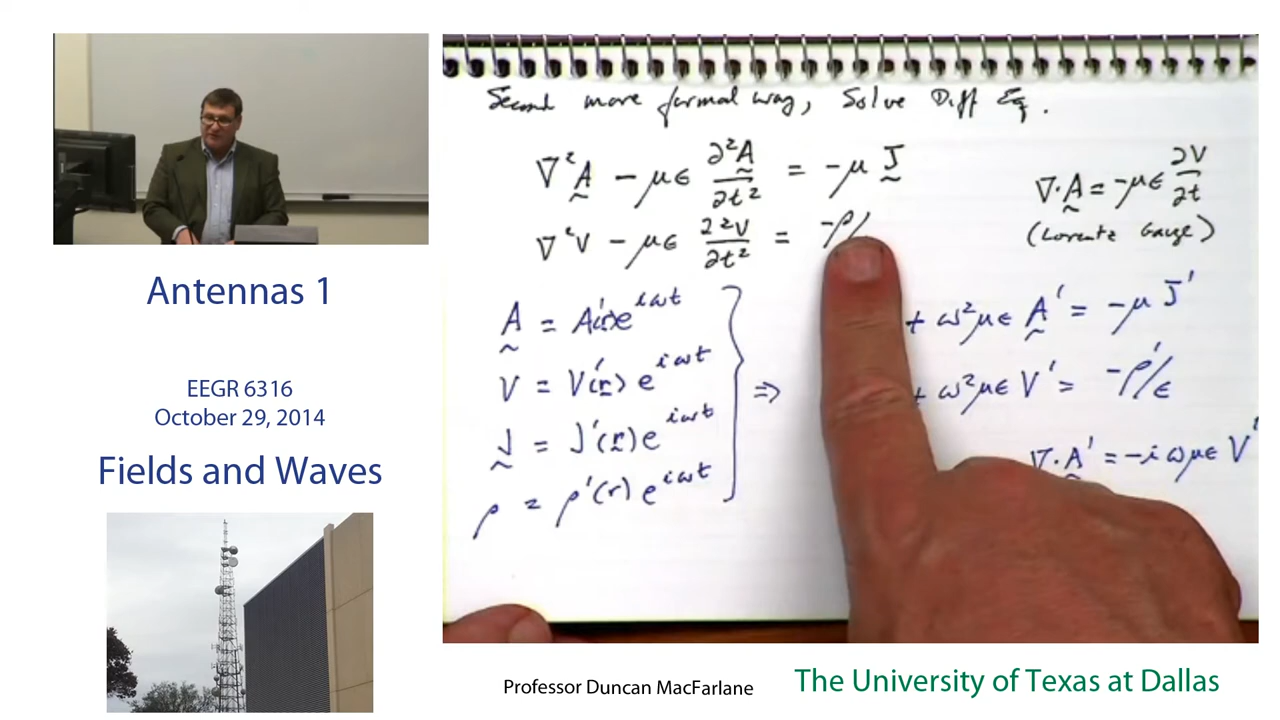 Second more formal way, Solve Diff Eq.
∇²A − με ∂²A/∂t² = −μ J
∇·A = −με ∂V/∂t
(Lorentz Gauge)
∇²V − με ∂²V/∂t² = −ρ/
A = A'(r)e^iωt
V = V'(r) e^iωt
J = J'(r)e^iωt
ρ = ρ'(r) e^iωt
⇒
+ ω²με A' = −μ J'
+ ω²με V' = −ρ'/ε
∇·A' = −iωμε V'
Antennas 1
EEGR 6316
October 29, 2014
Fields and Waves
Professor Duncan MacFarlane
The University of Texas at Dallas